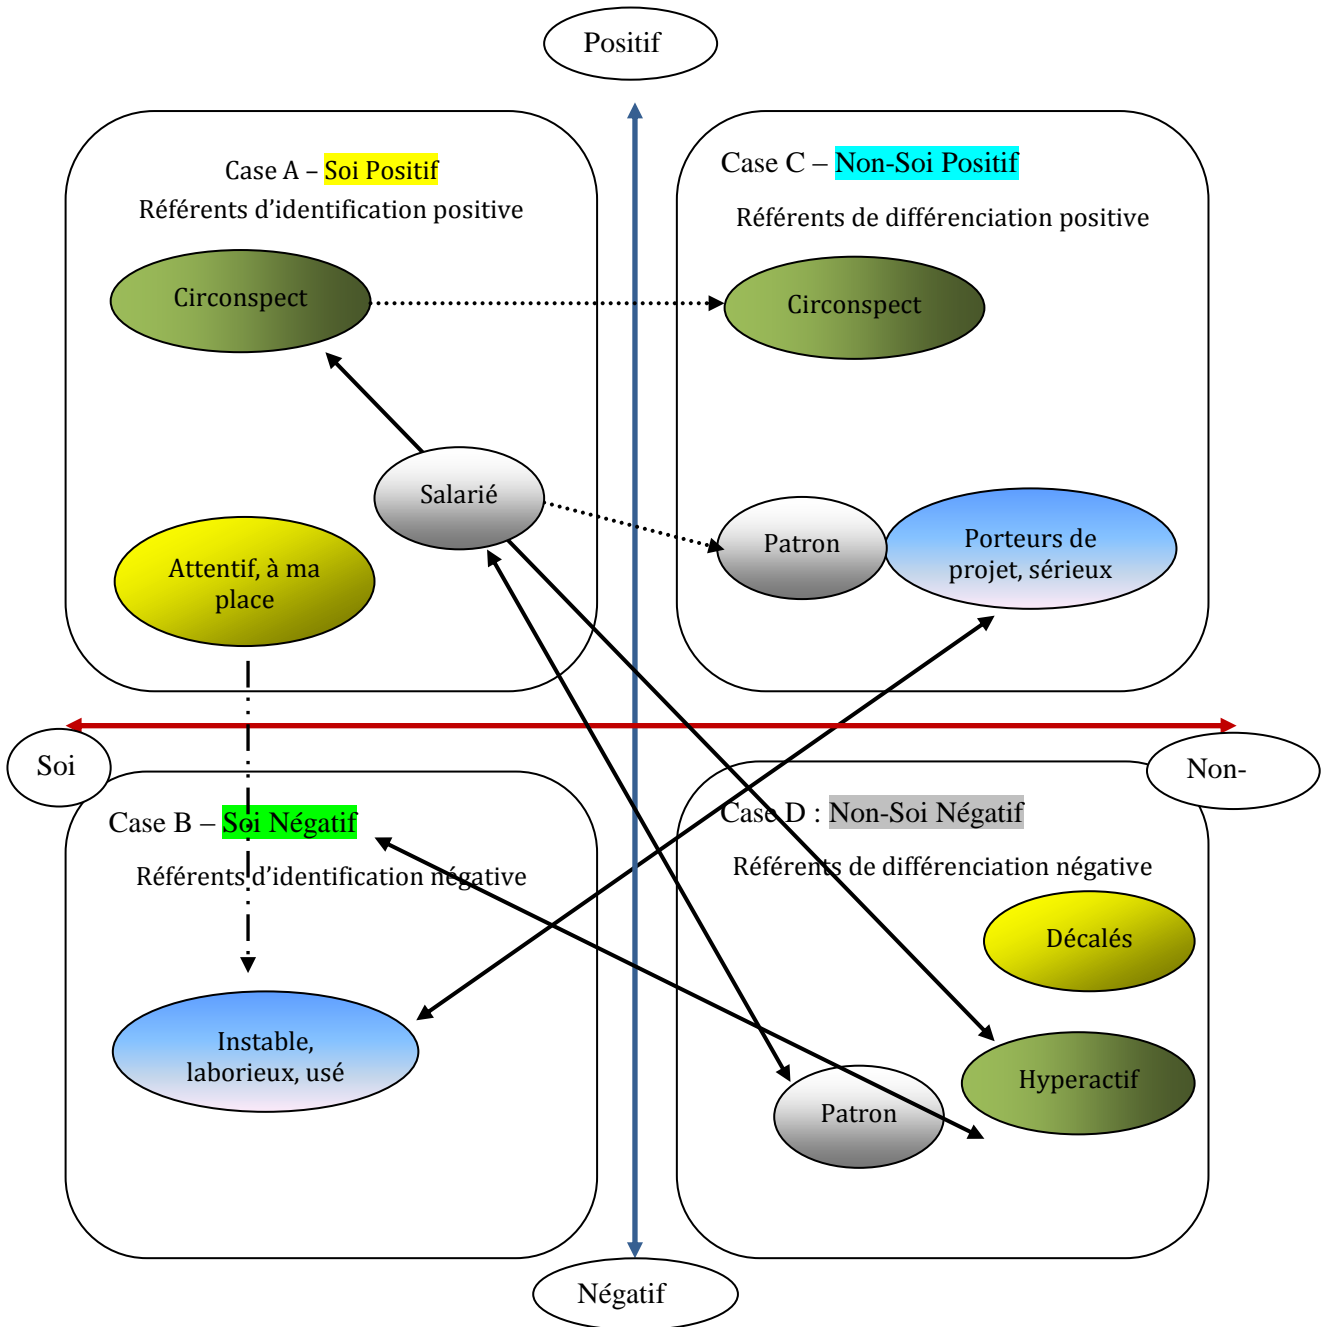 Positif
Case A – Soi Positif
Référents d'identification positive
Circonspect
Salarié
Attentif, à ma
place
Case C – Non-Soi Positif
Référents de différenciation positive
Circonspect
Patron
Porteurs de
projet, sérieux
Soi
Non-
Case B – Soi Négatif
Référents d'identification négative
Instable,
laborieux, usé
Case D : Non-Soi Négatif
Référents de différenciation négative
Décalés
Hyperactif
Patron
Négatif